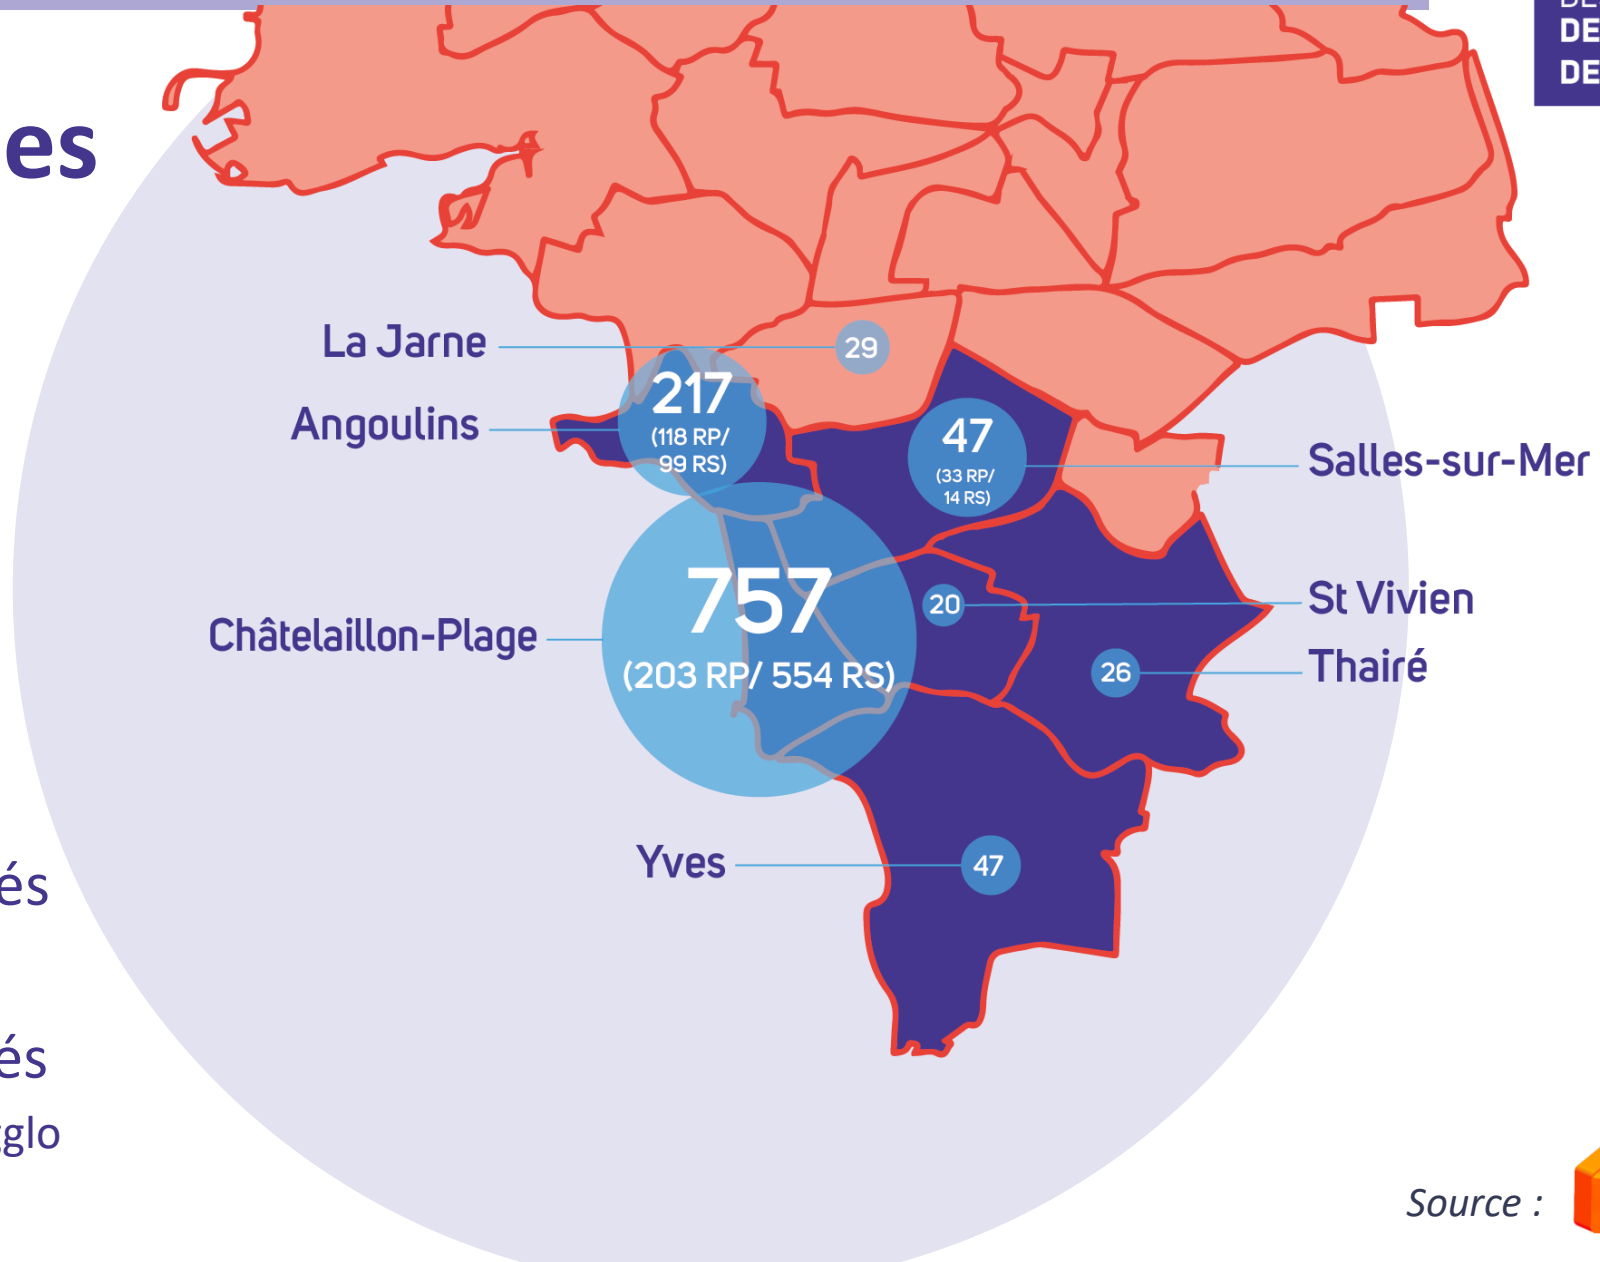 DE
DE
es
La Jarne
29
217
(118 RP/
99 RS)
Angoulins
47
(33 RP/
14 RS)
Salles-sur-Mer
757
(203 RP/ 554 RS)
Châtelaillon-Plage
20
St Vivien
26
Thairé
Yves
47
és
és
gglo
Source :